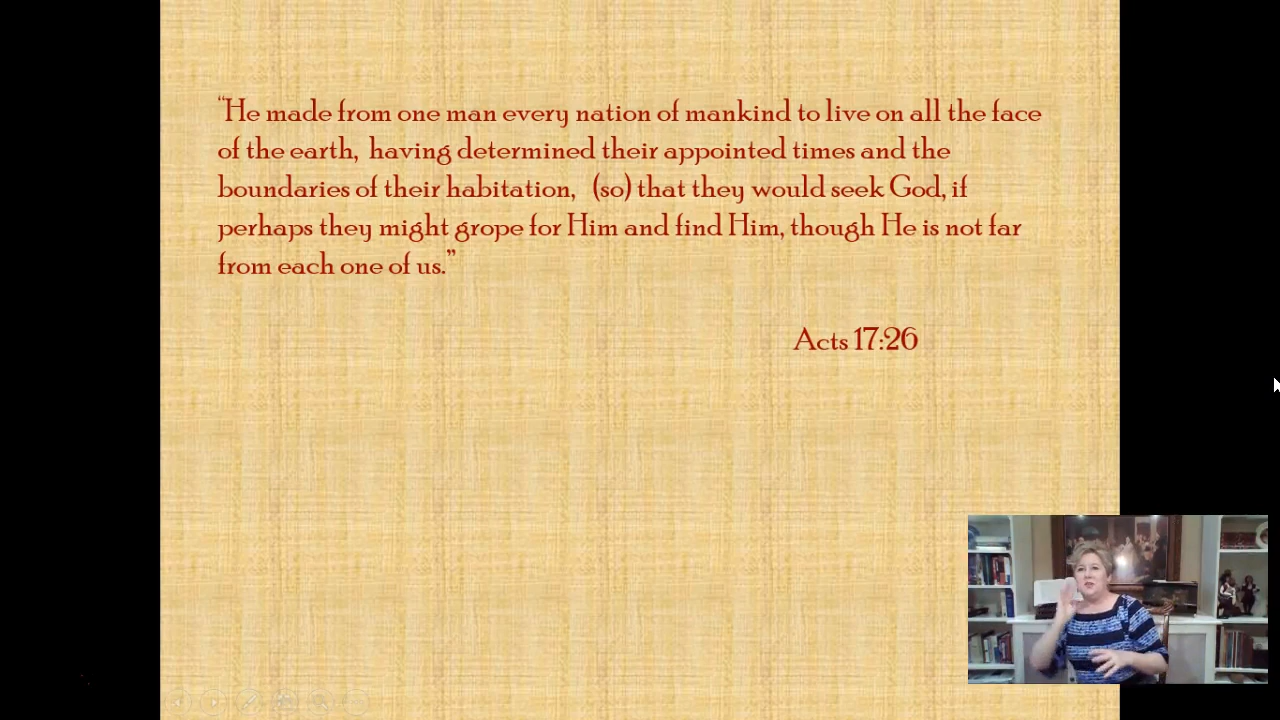 “He made from one man every nation of mankind to live on all the face
of the earth, having determined their appointed times and the
boundaries of their habitation, (so) that they would seek God, if
perhaps they might grope for Him and find Him, though He is not far
from each one of us.”
Acts 17:26